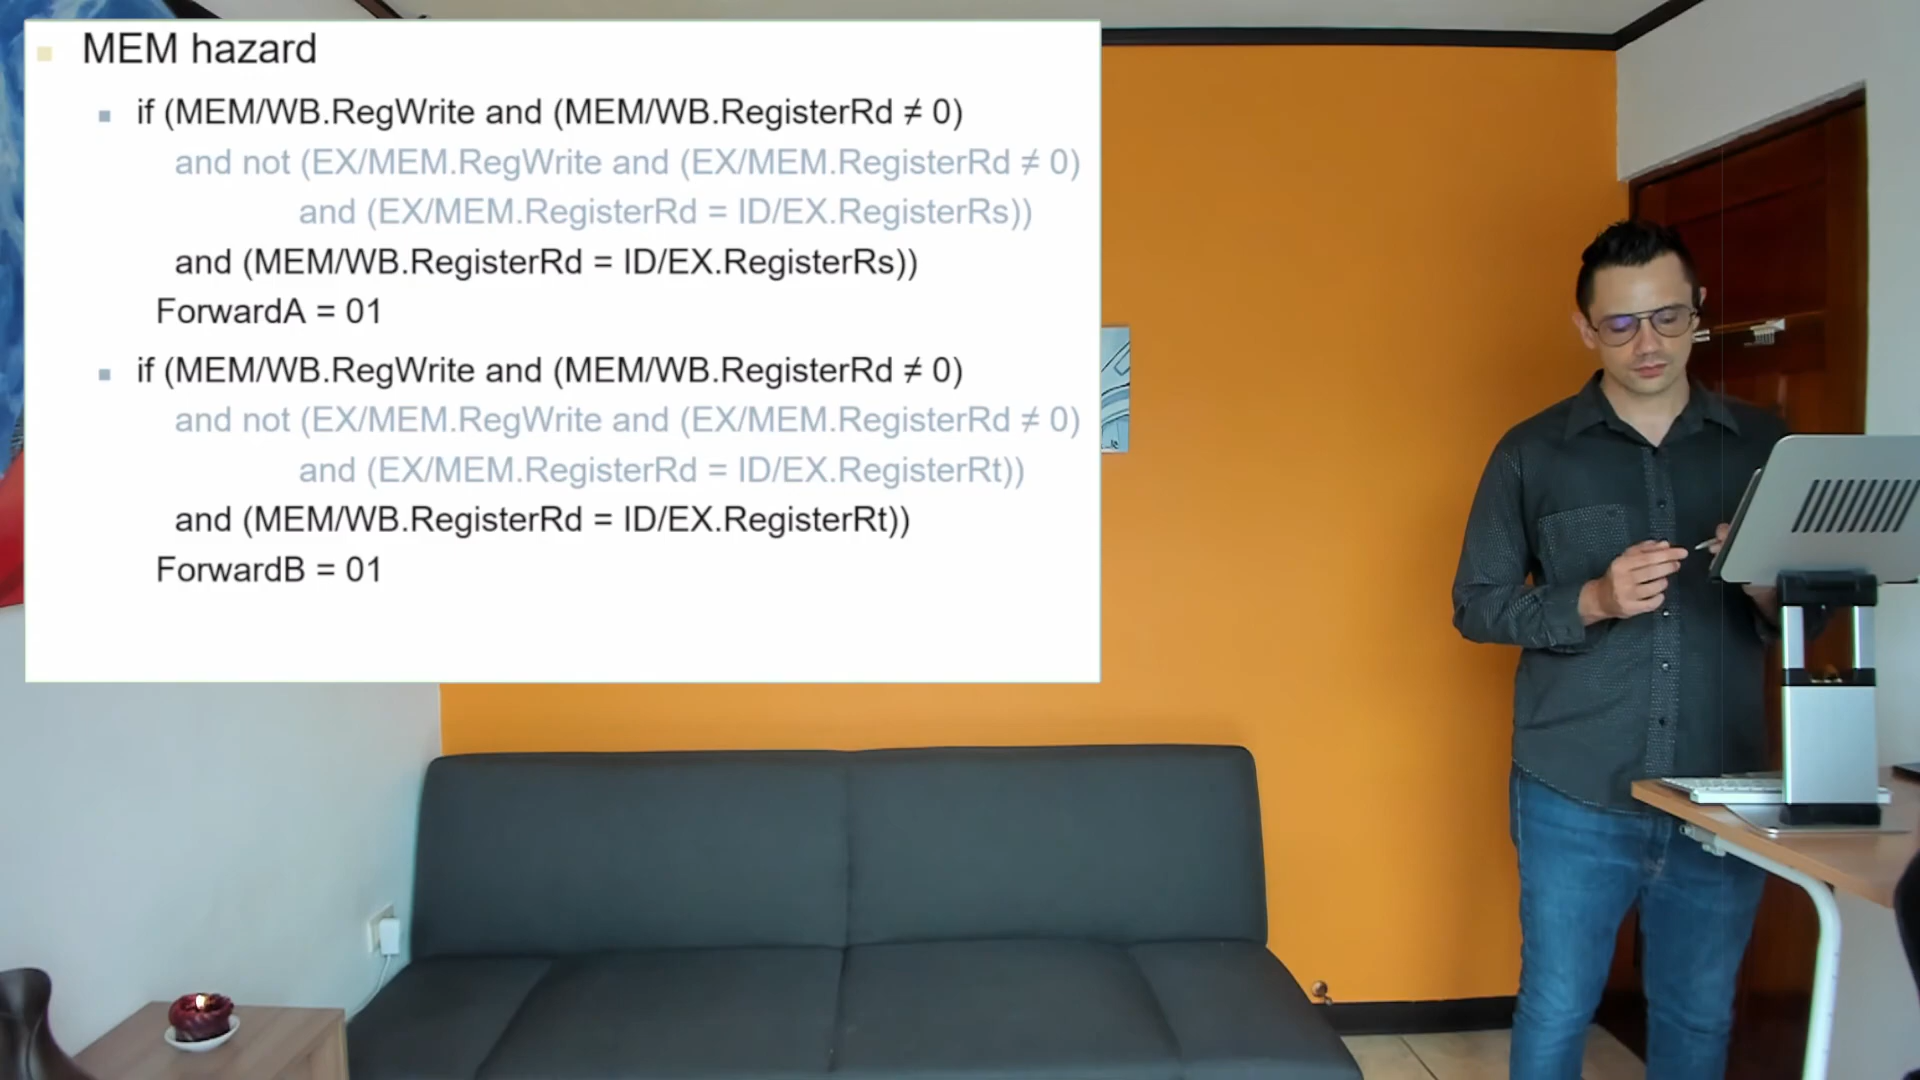 MEM hazard
if (MEM/WB.RegWrite and (MEM/WB.RegisterRd ≠ 0)
and not (EX/MEM.RegWrite and (EX/MEM.RegisterRd ≠ 0)
and (EX/MEM.RegisterRd = ID/EX.RegisterRs))
and (MEM/WB.RegisterRd = ID/EX.RegisterRs))
ForwardA = 01
if (MEM/WB.RegWrite and (MEM/WB.RegisterRd ≠ 0)
and not (EX/MEM.RegWrite and (EX/MEM.RegisterRd ≠ 0)
and (EX/MEM.RegisterRd = ID/EX.RegisterRt))
and (MEM/WB.RegisterRd = ID/EX.RegisterRt))
ForwardB = 01